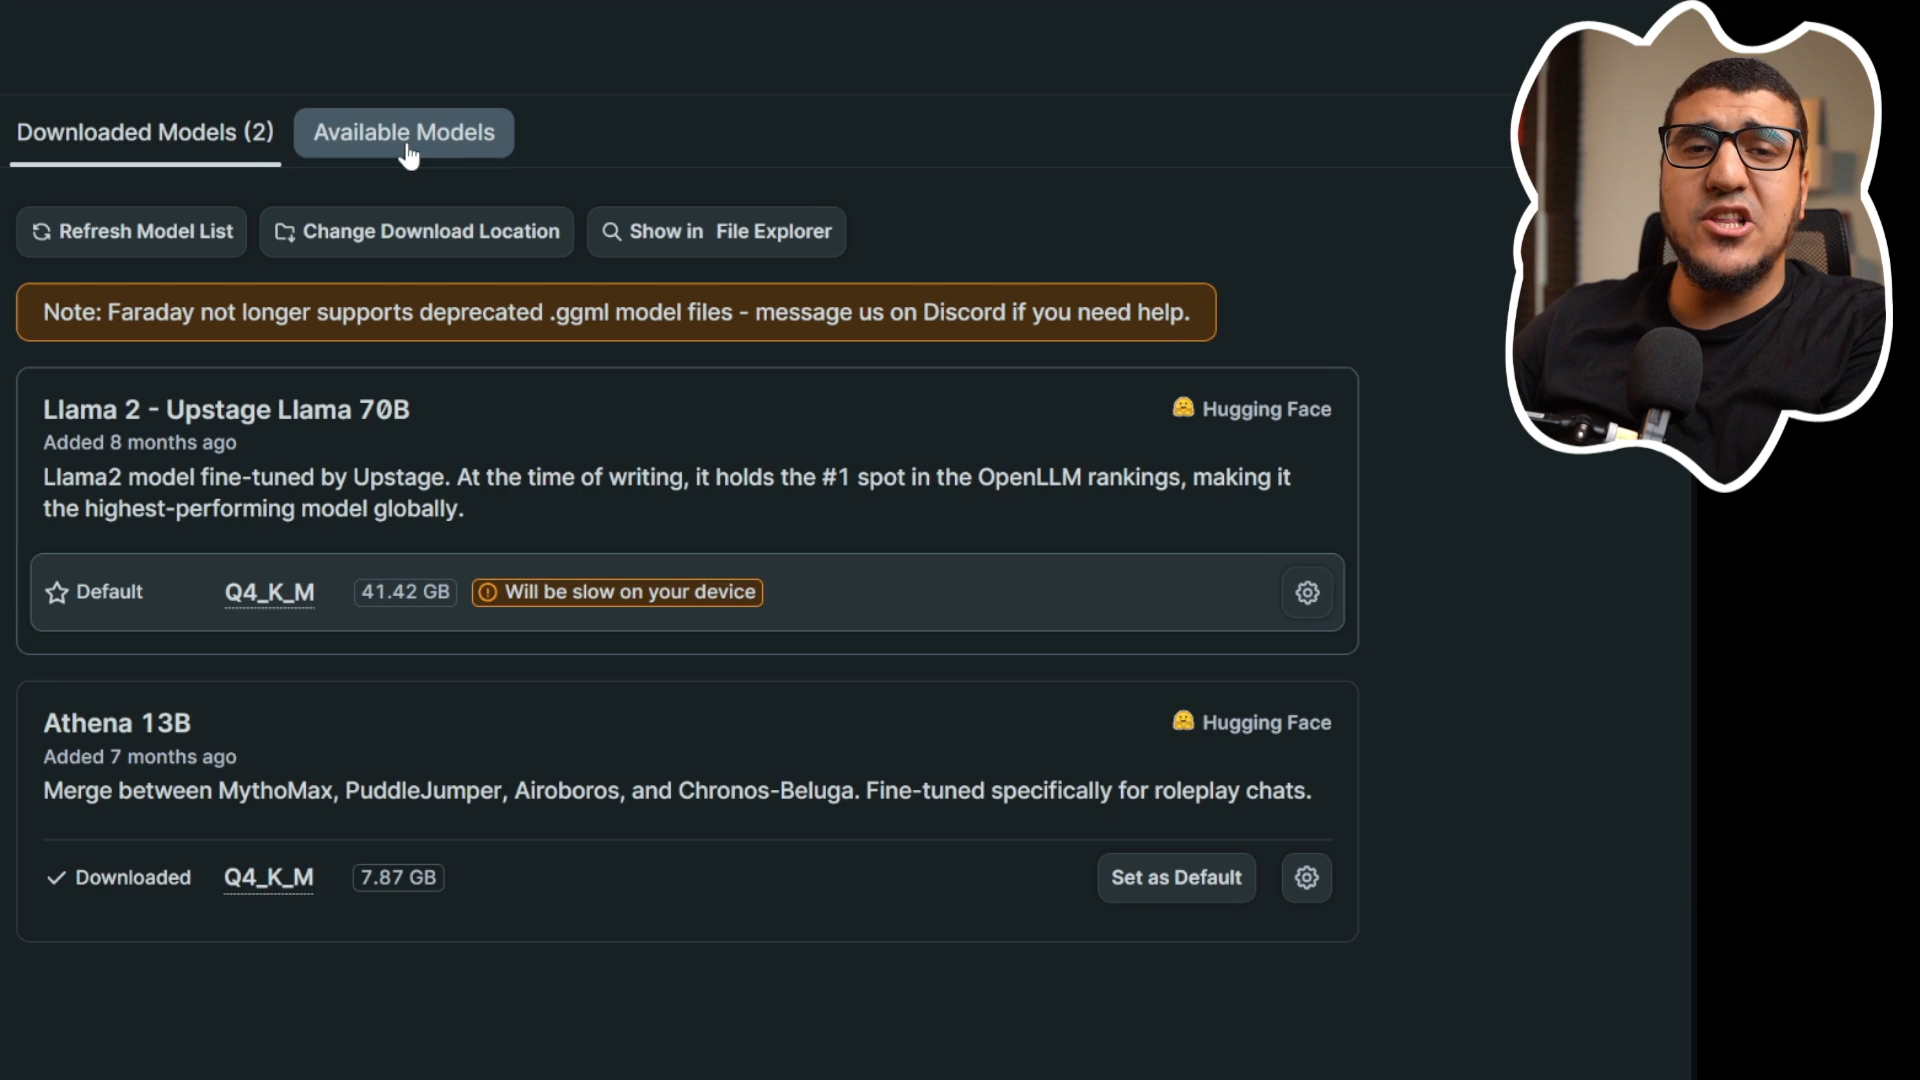 Downloaded Models (2)
Available Models
Refresh Model List
Change Download Location
Show in File Explorer
Note: Faraday not longer supports deprecated .ggml model files - message us on Discord if you need help.
Llama 2 - Upstage Llama 70B
Hugging Face
Added 8 months ago
Llama2 model fine-tuned by Upstage. At the time of writing, it holds the #1 spot in the OpenLLM rankings, making it
the highest-performing model globally.
Default
Q4_K_M
41.42 GB
Will be slow on your device
Athena 13B
Hugging Face
Added 7 months ago
Merge between MythoMax, PuddleJumper, Airoboros, and Chronos-Beluga. Fine-tuned specifically for roleplay chats.
Downloaded
Q4_K_M
7.87 GB
Set as Default